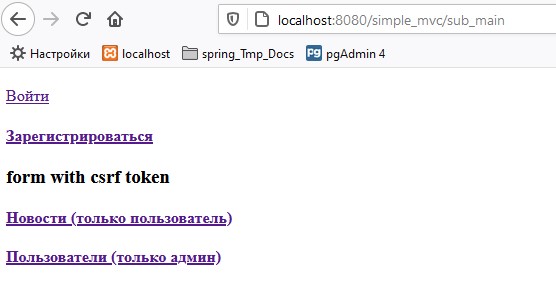 localhost:8080/simple_mvc/sub_main
Настройки localhost spring_Tmp_Docs pgAdmin 4
Войти
Зарегистрироваться
form with csrf token
Новости (только пользователь)
Пользователи (только админ)